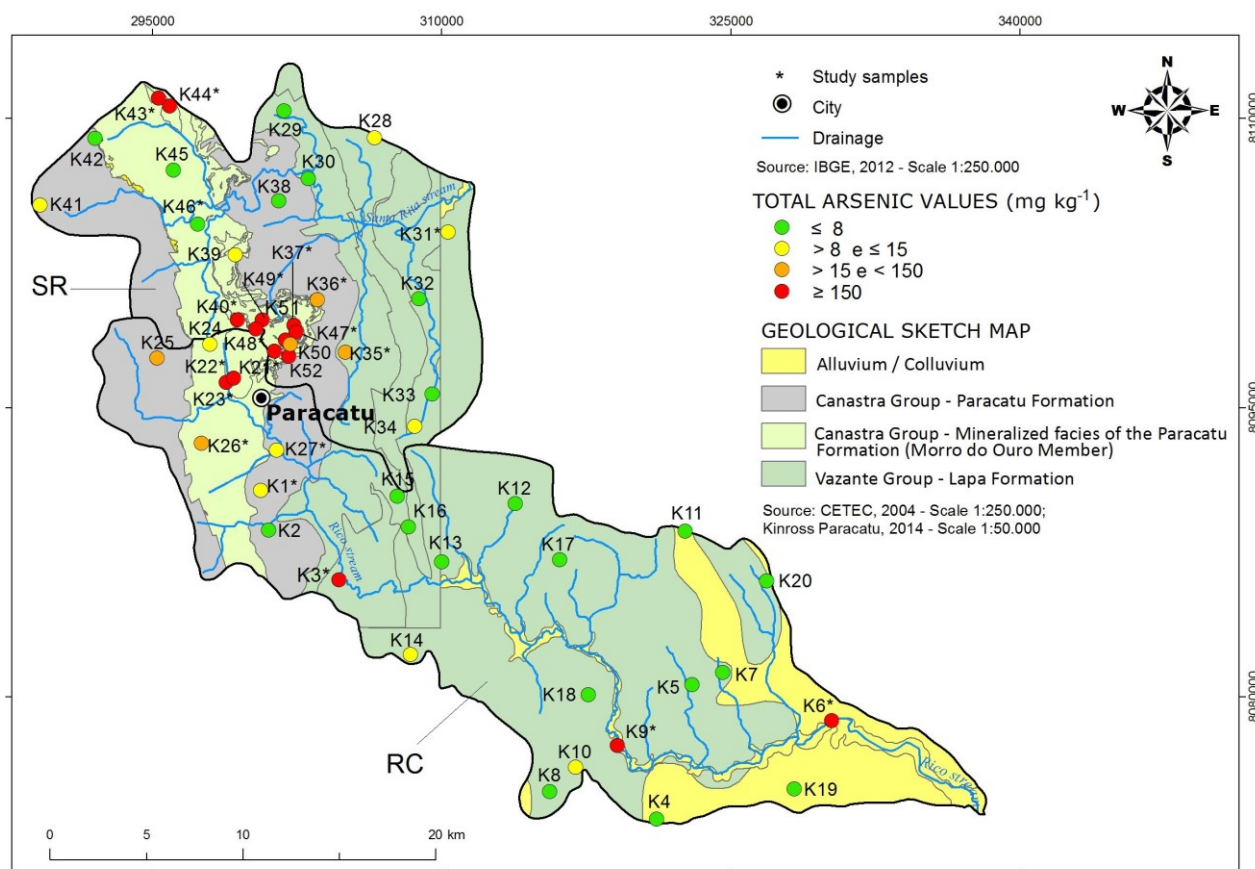 295000
310000
325000
340000
8110000
8095000
8080000
8110000
8095000
8080000
* Study samples
City
Drainage
Source: IBGE, 2012 - Scale 1:250.000
TOTAL ARSENIC VALUES (mg kg-1)
≤ 8
> 8 e ≤ 15
> 15 e < 150
≥ 150
GEOLOGICAL SKETCH MAP
Alluvium / Colluvium
Canastra Group - Paracatu Formation
Canastra Group - Mineralized facies of the Paracatu
Formation (Morro do Ouro Member)
Vazante Group - Lapa Formation
Source: CETEC, 2004 - Scale 1:250.000;
Kinross Paracatu, 2014 - Scale 1:50.000
N
W
E
S
K44*
K43*
K42
K45
K41
K46*
K29
K28
K30
K38
Santa Rita stream
K31*
K39
K37*
K49*
K36*
K32
SR
K40*
K51
K24
K48
K47*
K25
K50
K35*
K22*
K21*
K52
K23*
K33
Paracatu
K34
K26*
K27*
K1*
K15
K12
K2
K16
K11
K13
K17
K20
K3*
Rico stream
K14
K18
K5
K7
K6*
K9*
RC
K10
K8
K4
K19
Rico stream
0
5
10
20 km